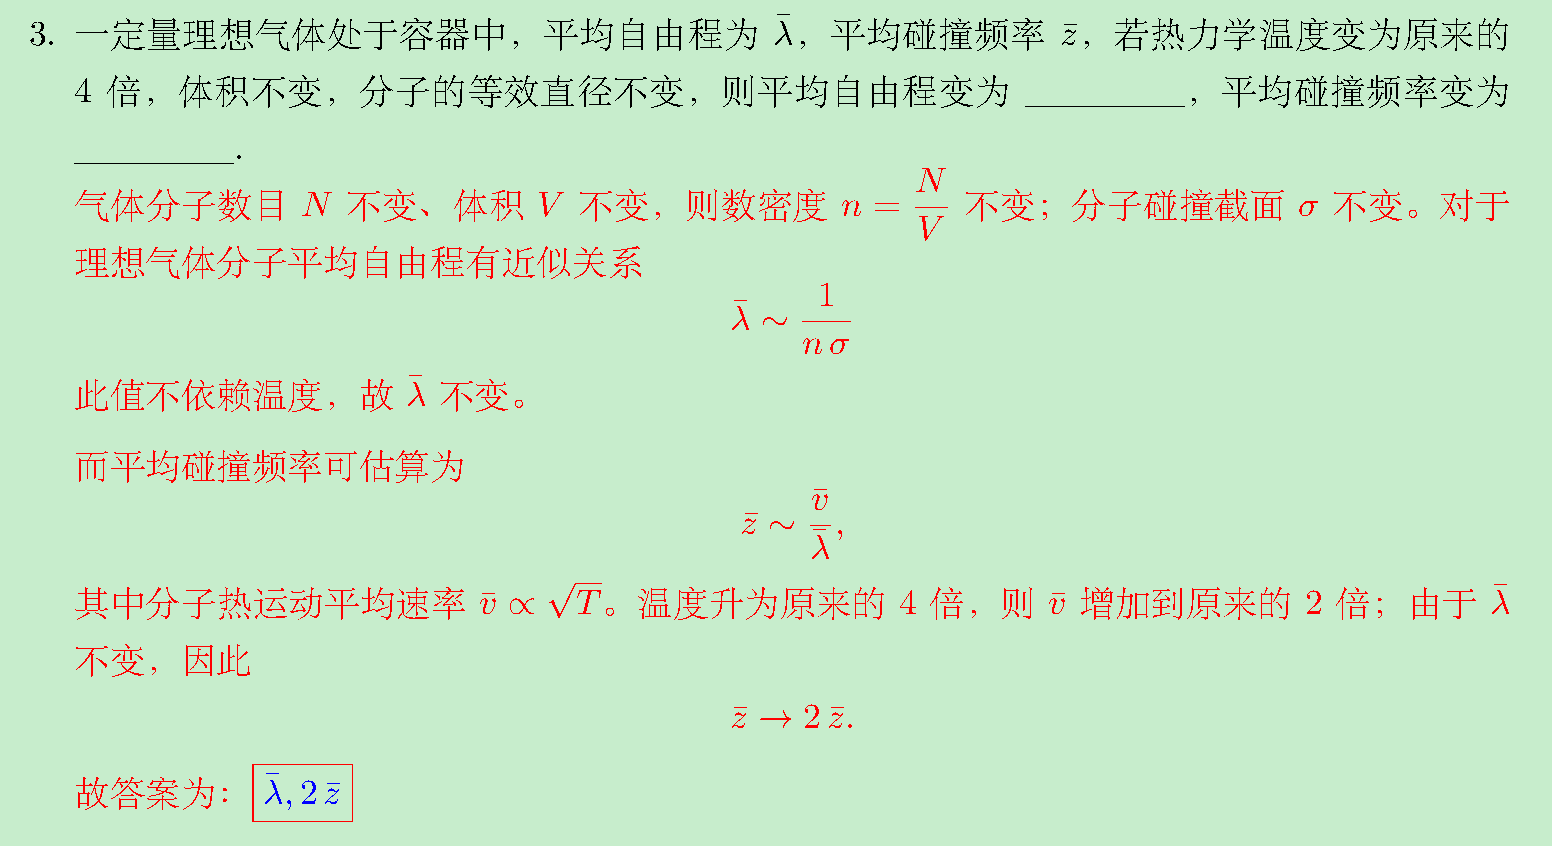 3. 一定量理想气体处于容器中，平均自由程为 λ̄，平均碰撞频率 z̄，若热力学温度变为原来的
4 倍，体积不变，分子的等效直径不变，则平均自由程变为 ________，平均碰撞频率变为
________.
气体分子数目 N 不变、体积 V 不变，则数密度 n = N/V 不变；分子碰撞截面 σ 不变。对于
理想气体分子平均自由程有近似关系
λ̄ ∼ 1/(n σ)
此值不依赖温度，故 λ̄ 不变。
而平均碰撞频率可估算为
z̄ ∼ v̄/λ̄,
其中分子热运动平均速率 v̄ ∝ √T。温度升为原来的 4 倍，则 v̄ 增加到原来的 2 倍；由于 λ̄
不变，因此
z̄ → 2 z̄.
故答案为： λ̄, 2 z̄